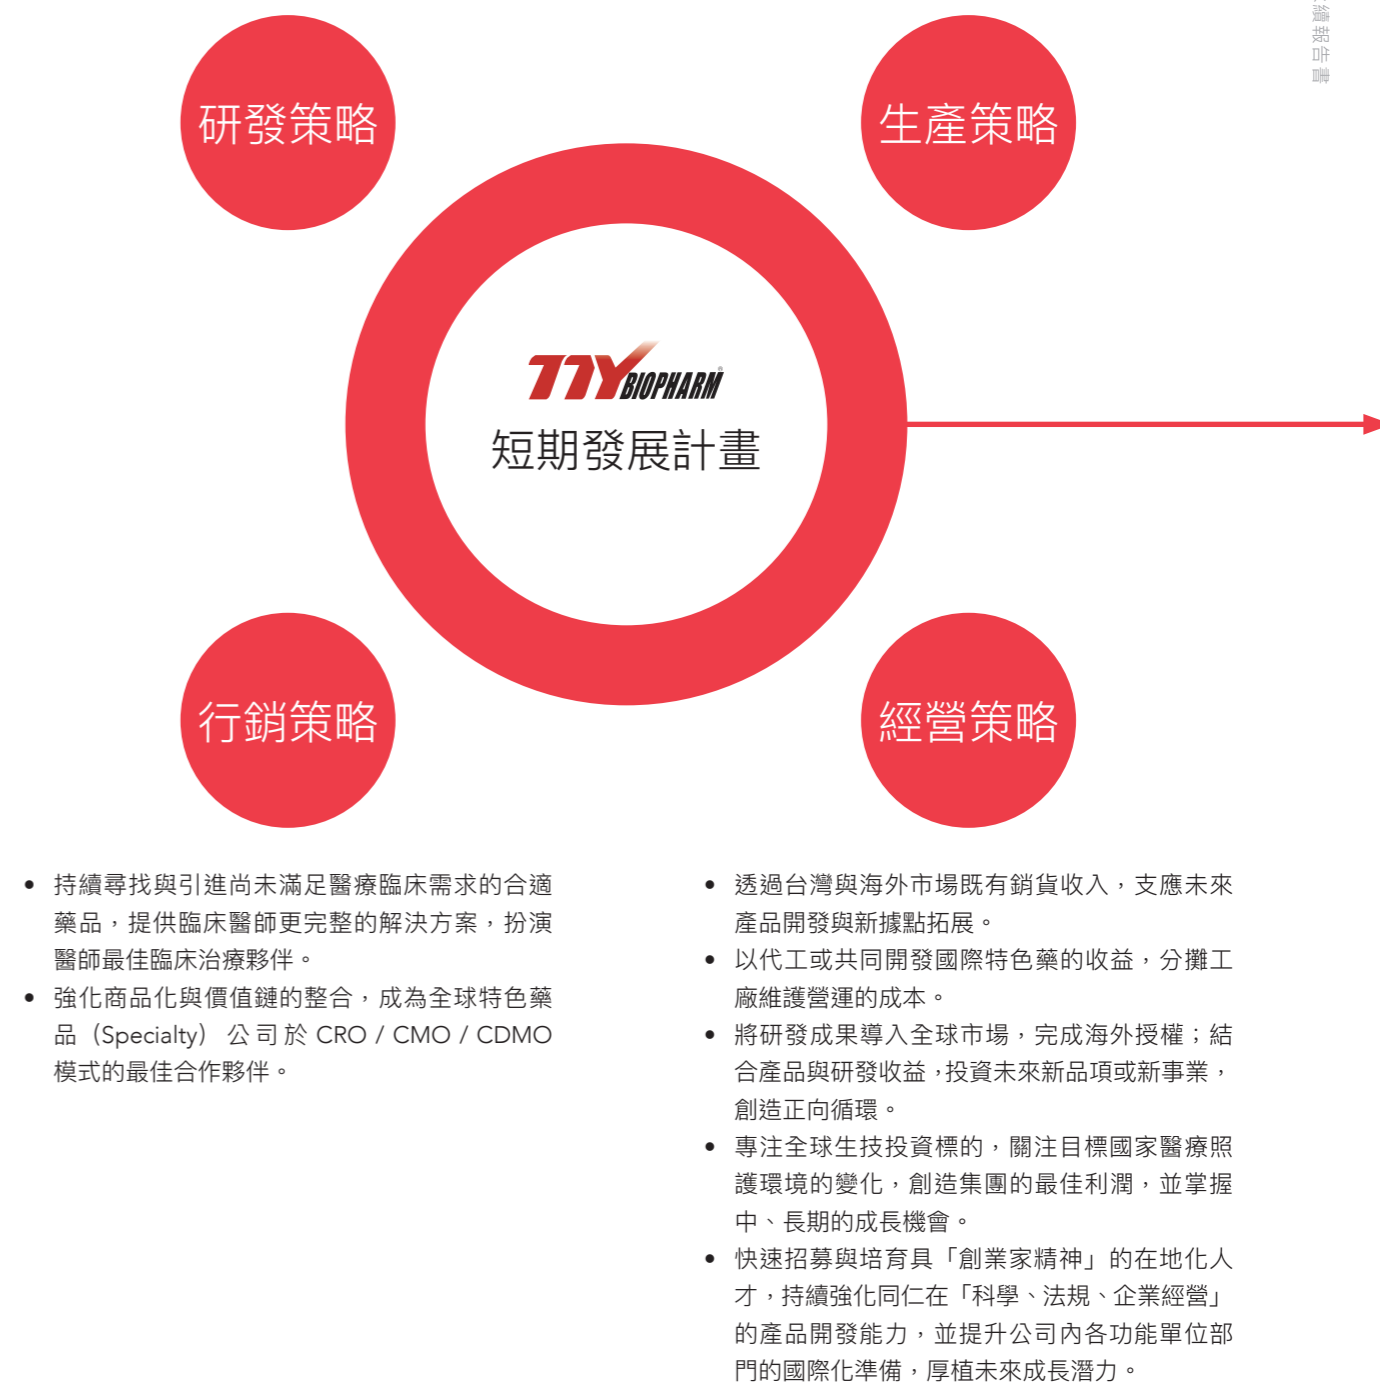 續報告書
研發策略
生產策略
TTY BIOPHARM®
短期發展計畫
行銷策略
經營策略
• 持續尋找與引進尚未滿足醫療臨床需求的合適
藥品，提供臨床醫師更完整的解決方案，扮演
醫師最佳臨床治療夥伴。
• 強化商品化與價值鏈的整合，成為全球特色藥
品（Specialty）公司於 CRO / CMO / CDMO
模式的最佳合作夥伴。
• 透過台灣與海外市場既有銷貨收入，支應未來
產品開發與新據點拓展。
• 以代工或共同開發國際特色藥的收益，分攤工
廠維護營運的成本。
• 將研發成果導入全球市場，完成海外授權；結
合產品與研發收益，投資未來新品項或新事業，
創造正向循環。
• 專注全球生技投資標的，關注目標國家醫療照
護環境的變化，創造集團的最佳利潤，並掌握
中、長期的成長機會。
• 快速招募與培育具「創業家精神」的在地化人
才，持續強化同仁在「科學、法規、企業經營」
的產品開發能力，並提升公司內各功能單位部
門的國際化準備，厚植未來成長潛力。